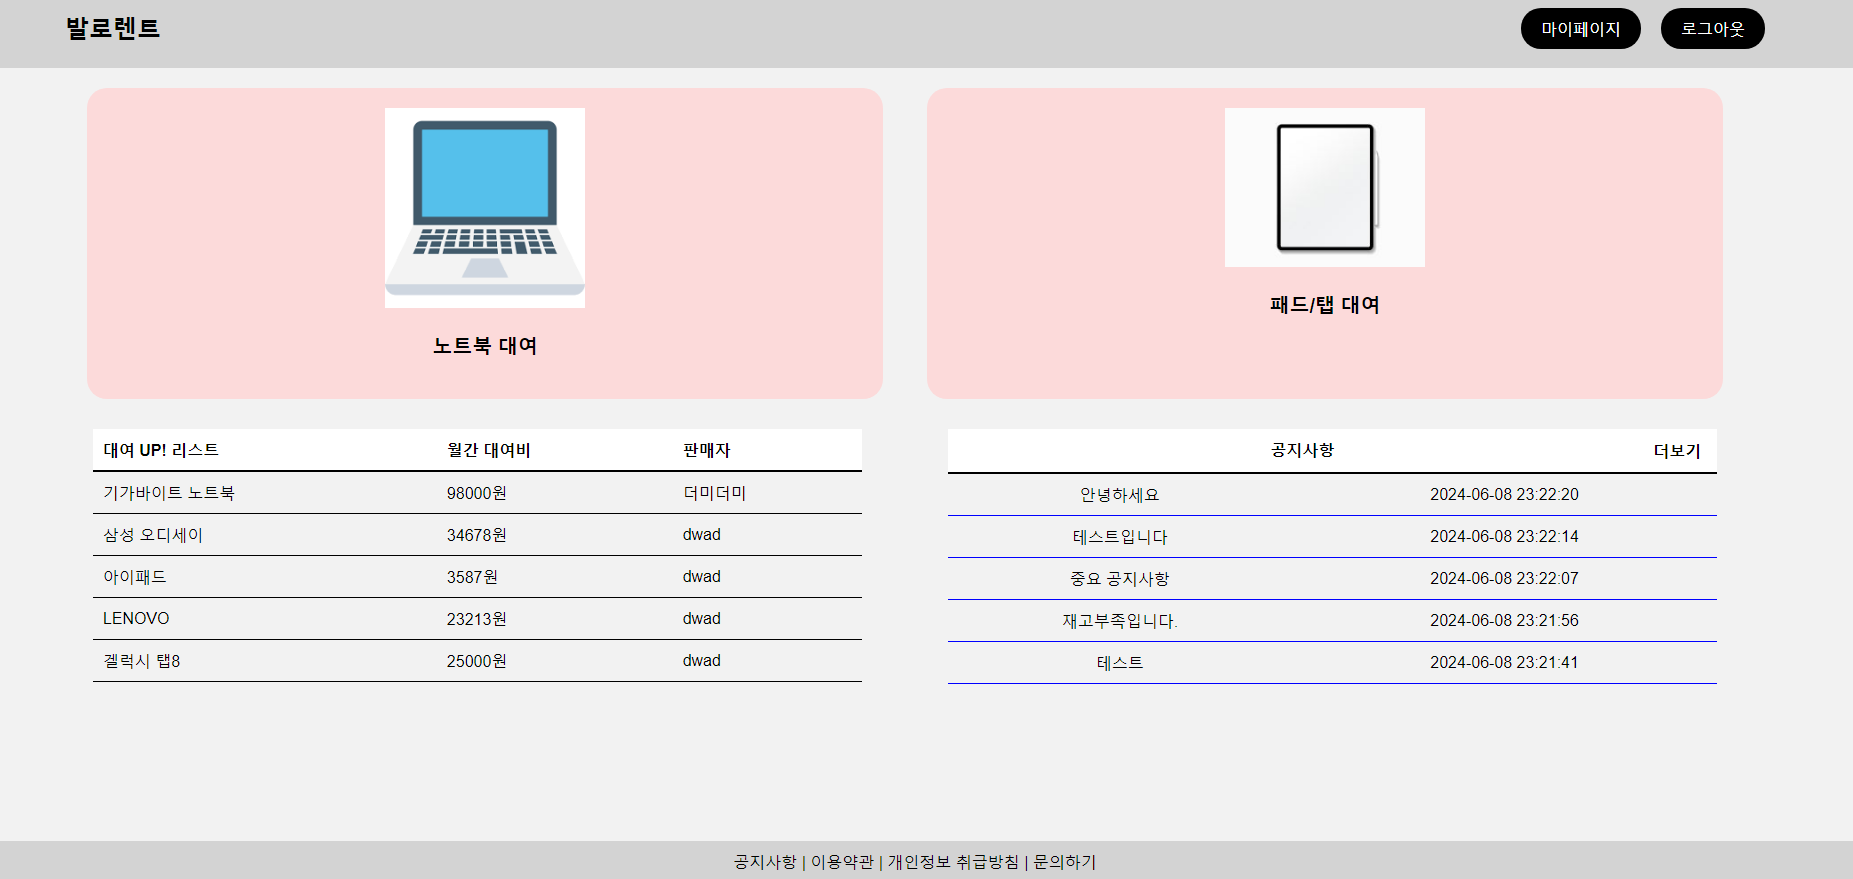 발로렌트
마이페이지
로그아웃
노트북 대여
패드/탭 대여
대여 UP! 리스트 월간 대여비 판매자
기가바이트 노트북 98000원 더미더미
삼성 오디세이 34678원 dwad
아이패드 3587원 dwad
LENOVO 23213원 dwad
겔럭시 탭8 25000원 dwad
공지사항 더보기
안녕하세요 2024-06-08 23:22:20
테스트입니다 2024-06-08 23:22:14
중요 공지사항 2024-06-08 23:22:07
재고부족입니다. 2024-06-08 23:21:56
테스트 2024-06-08 23:21:41
공지사항 | 이용약관 | 개인정보 취급방침 | 문의하기